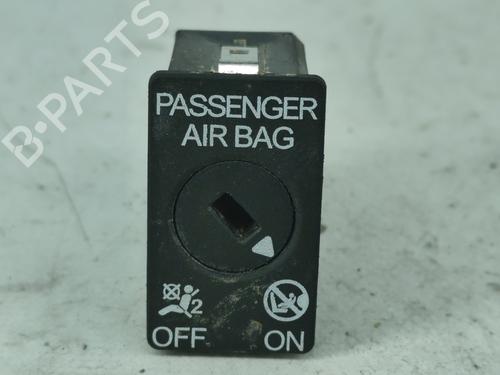 B-PARTS
PASSENGER
AIR BAG
2
OFF ON